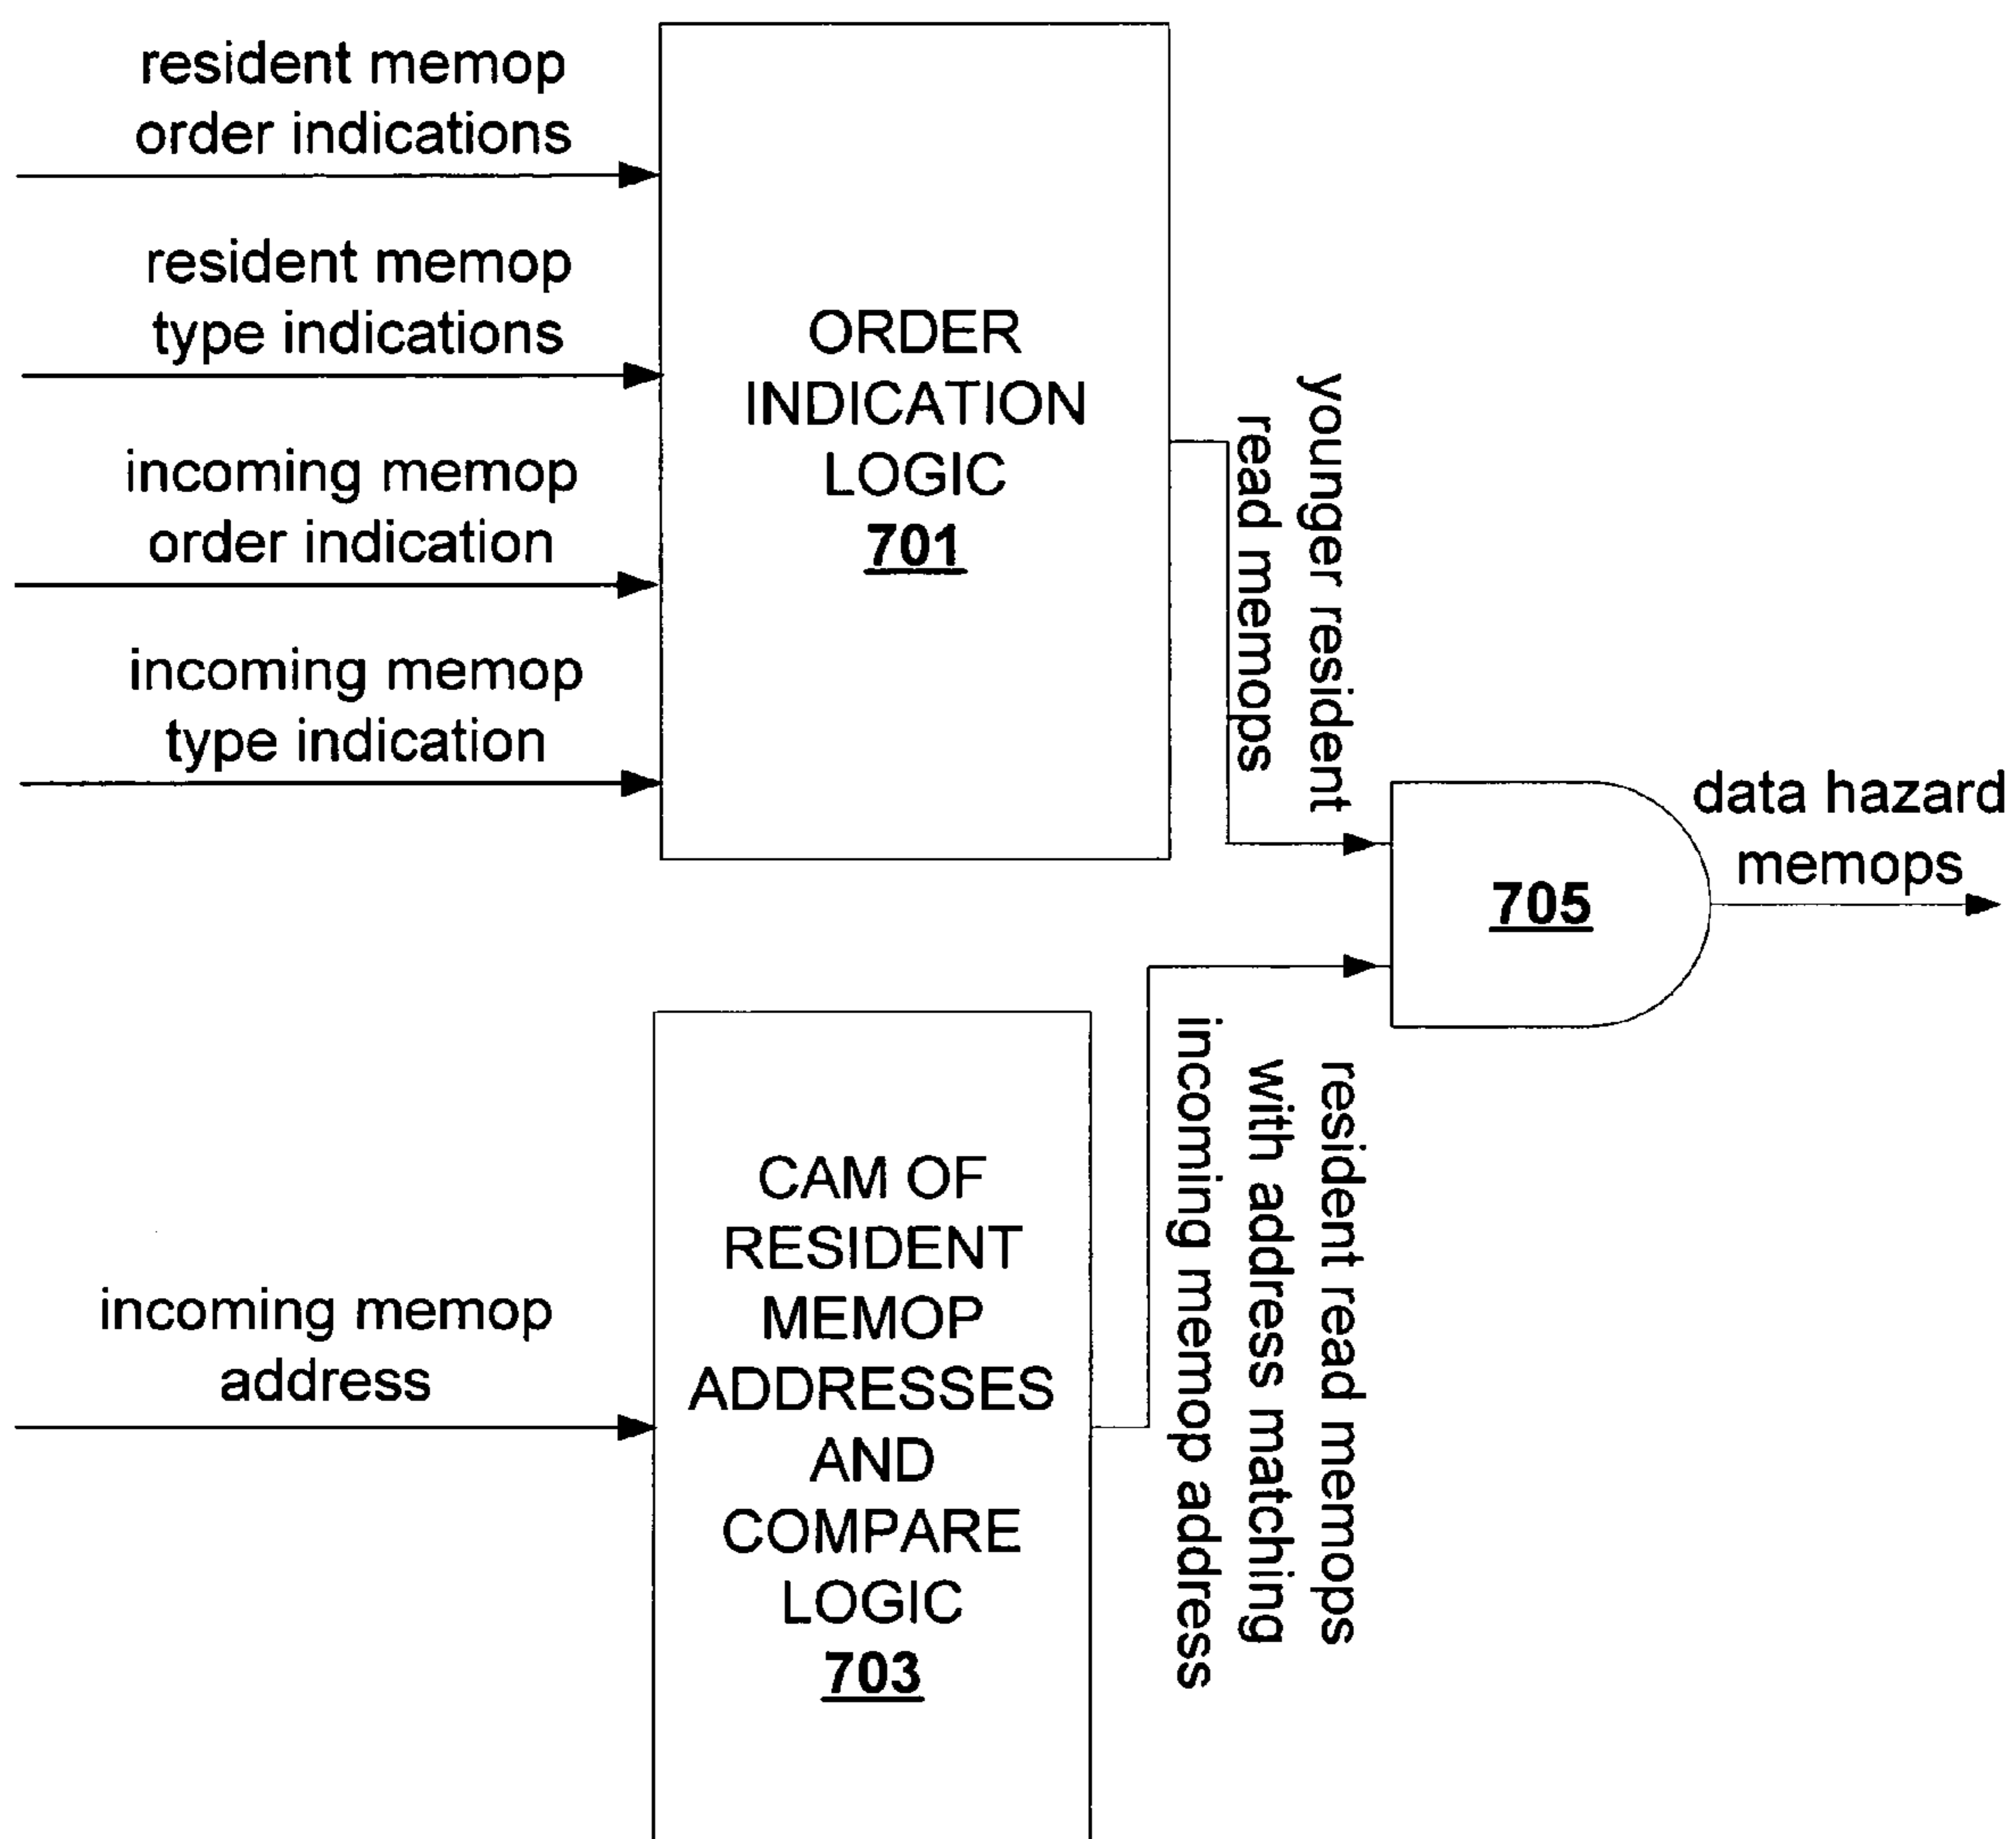 resident memop
order indications
resident memop
type indications
incoming memop
order indication
incoming memop
type indication
ORDER
INDICATION
LOGIC
701
younger resident
read memops
705
data hazard
memops
incoming memop
address
CAM OF
RESIDENT
MEMOP
ADDRESSES
AND
COMPARE
LOGIC
703
resident read memops
with address matching
incoming memop address